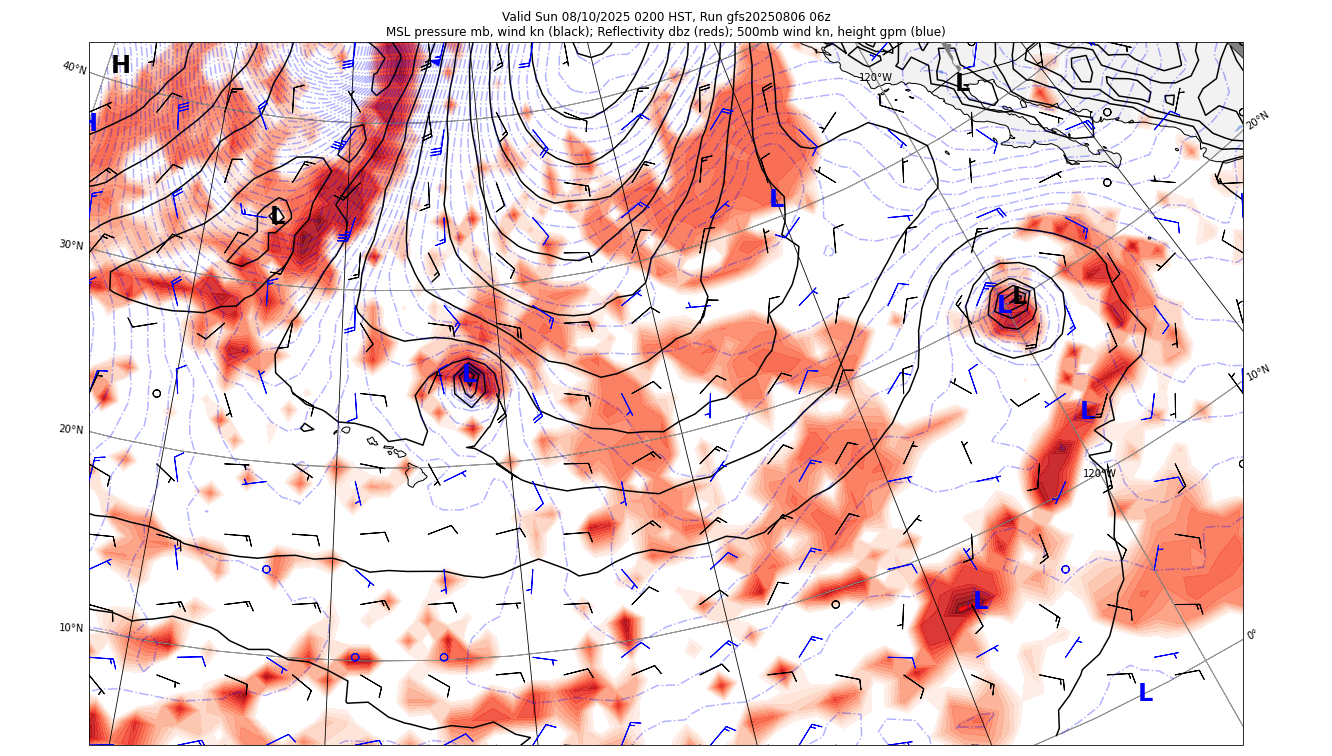 Valid Sun 08/10/2025 0200 HST, Run gfs20250806 06z
MSL pressure mb, wind kn (black); Reflectivity dbz (reds); 500mb wind kn, height gpm (blue)
40°N
H
120°W
L
20°N
H
L
L
30°N
L
L
L
10°N
L
20°N
120°W
L
10°N
0°
L